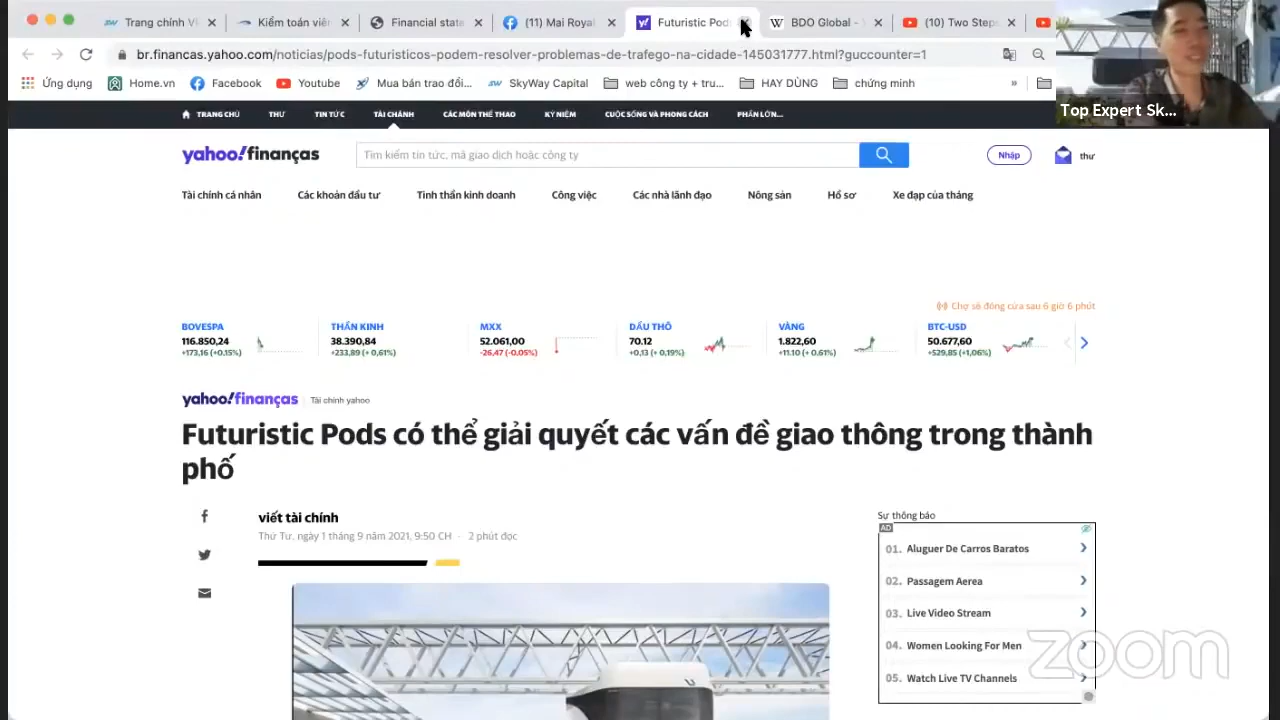 Trang chính Vi
Kiểm toán viên
Financial state
(11) Mai Royal
Futuristic Pods
BDO Global -
(10) Two Steps
br.financas.yahoo.com/noticias/pods-futuristicos-podem-resolver-problemas-de-trafego-na-cidade-145031777.html?guccounter=1
Ứng dụng Home.vn Facebook Youtube Mua bán trao đổi... SkyWay Capital web công ty + tru... HAY DÙNG chứng minh »
Top Expert Sk...
TRANG CHỦ THƯ TIN TỨC TÀI CHÁNH CÁC MÔN THỂ THAO KỶ NIỆM CUỘC SỐNG VÀ PHONG CÁCH PHẦN LỚN...
yahoo!finanças Tìm kiếm tin tức, mã giao dịch hoặc công ty Nhập thư
Tài chính cá nhân Các khoản đầu tư Tinh thần kinh doanh Công việc Các nhà lãnh đạo Nông sản Hồ sơ Xe đạp của tháng
Chợ sẽ đóng cửa sau 6 giờ 6 phút
BOVESPA THẦN KINH MXX DẦU THÔ VÀNG BTC-USD
116.850,24 38.390,84 52.061,00 70.12 1.822,60 50.677,60
+173,16 (+0,15%) +233,89 (+ 0,61%) -26,47 (-0,05%) +0,13 (+ 0,19%) +11.10 (+ 0.61%) +529,85 (+1,06%)
yahoo!finanças Tài chính yahoo
Futuristic Pods có thể giải quyết các vấn đề giao thông trong thành
phố
viết tài chính
Thứ Tư, ngày 1 tháng 9 năm 2021, 9:50 CH · 2 phút đọc
Sự thông báo
AD
01. Aluguer De Carros Baratos
02. Passagem Aerea
03. Live Video Stream
04. Women Looking For Men
05. Watch Live TV Channels
zoom